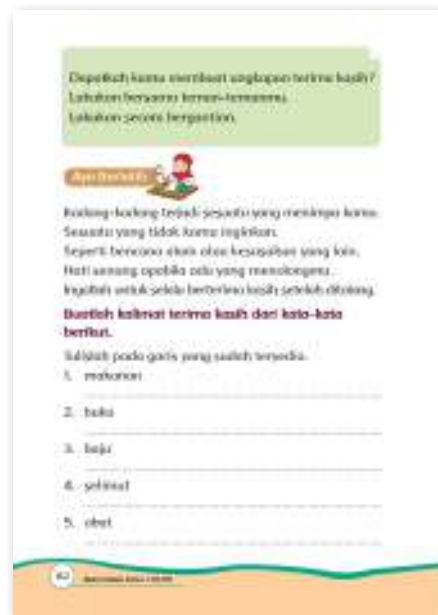 Dapatkah kamu membuat ungkapan terima kasih?
Lakukan bersama teman-temanmu.
Lakukan secara bergantian.
Ayo Berlatih
Kadang-kadang terjadi sesuatu yang menimpa kamu.
Sesuatu yang tidak kamu inginkan.
Seperti bencana alam atau kesusahan yang lain.
Hati senang apabila ada yang menolongmu.
Ingatlah untuk selalu berterima kasih setelah ditolong.
Buatlah kalimat terima kasih dari kata-kata
berikut.
Tulislah pada garis yang sudah tersedia.
1. makanan
2. buku
3. baju
4. selimut
5. obat